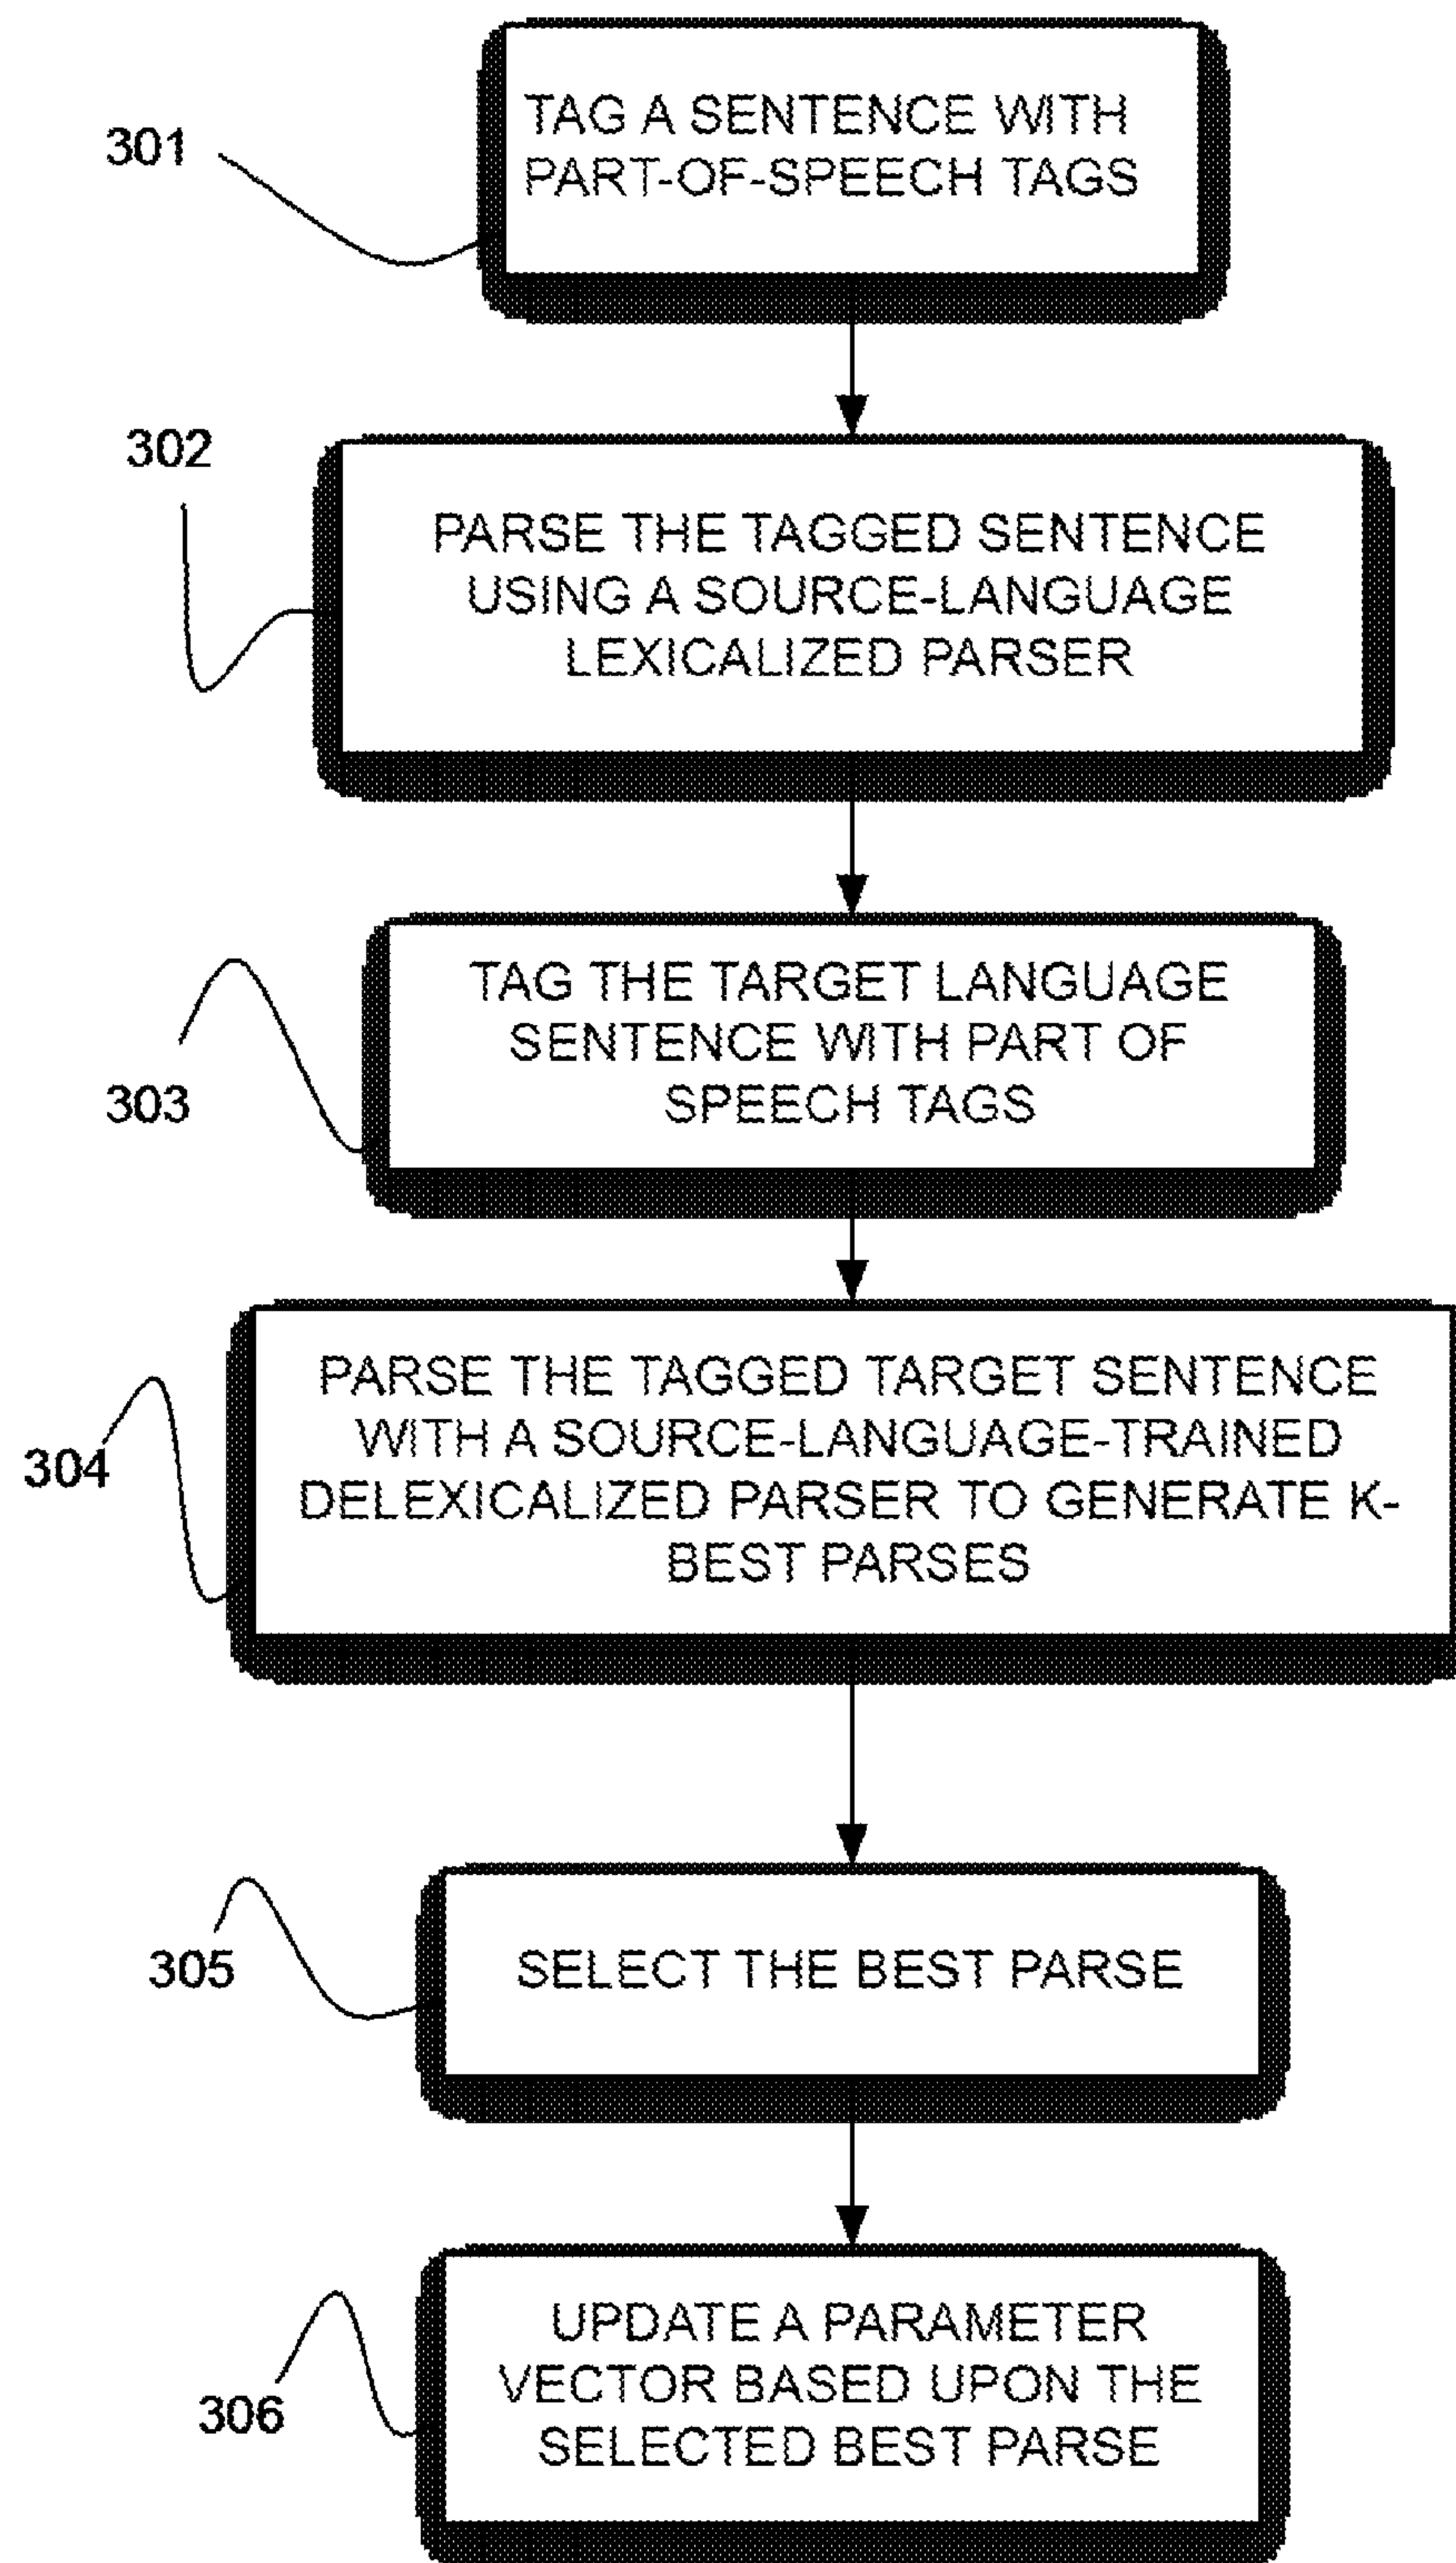 301
TAG A SENTENCE WITH
PART-OF-SPEECH TAGS
302
PARSE THE TAGGED SENTENCE
USING A SOURCE-LANGUAGE
LEXICALIZED PARSER
303
TAG THE TARGET LANGUAGE
SENTENCE WITH PART OF
SPEECH TAGS
304
PARSE THE TAGGED TARGET SENTENCE
WITH A SOURCE-LANGUAGE-TRAINED
DELEXICALIZED PARSER TO GENERATE K-
BEST PARSES
305
SELECT THE BEST PARSE
306
UPDATE A PARAMETER
VECTOR BASED UPON THE
SELECTED BEST PARSE